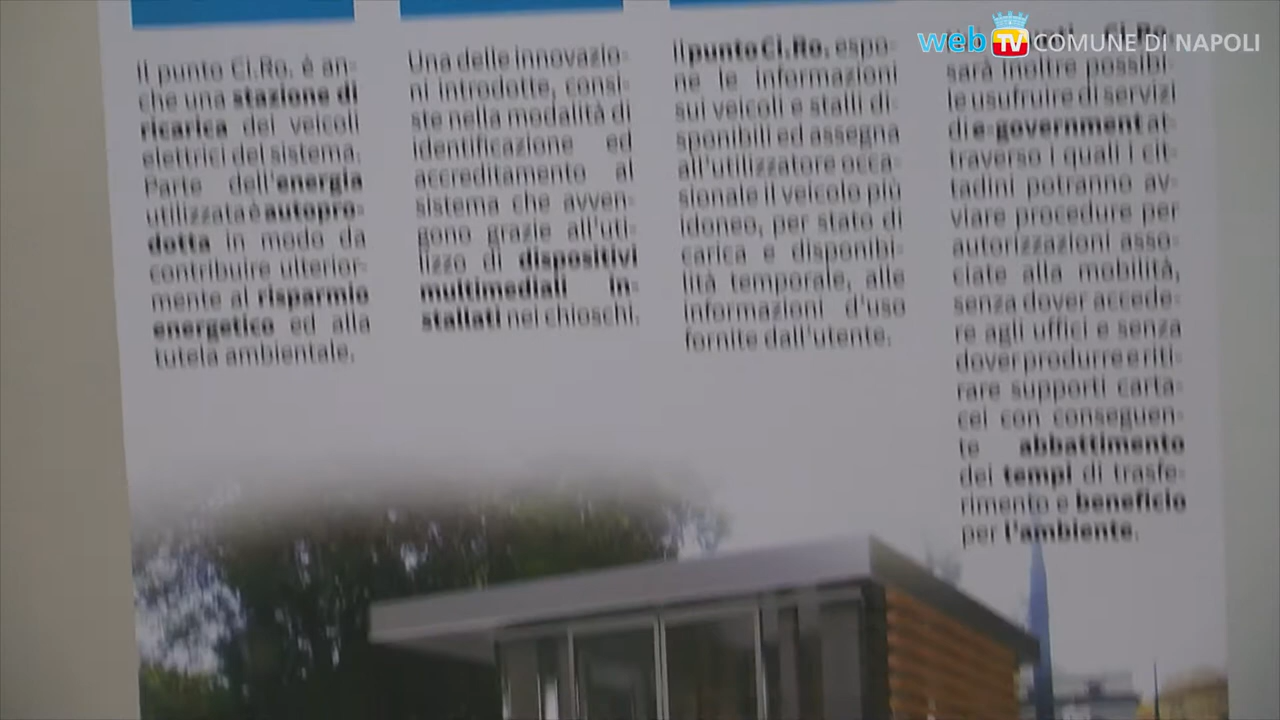 web TV COMUNE DI NAPOLI
Il punto Ci.Ro. è an-
che una stazione di
ricarica dei veicoli
elettrici del sistema.
Parte dell'energia
utilizzata è autopro-
dotta in modo da
contribuire ulterior-
mente al risparmio
energetico ed alla
tutela ambientale.
Una delle innovazio-
ni introdotte, consi-
ste nella modalità di
identificazione ed
accreditamento al
sistema che avven-
gono grazie all'uti-
lizzo di dispositivi
multimediali in-
stallati nei chioschi.
Il punto Ci.Ro. espo-
ne le informazioni
sui veicoli e stalli di-
sponibili ed assegna
all'utilizzatore occa-
sionale il veicolo più
idoneo, per stato di
carica e disponibi-
lità temporale, alle
informazioni d'uso
fornite dall'utente.
Ci.Ro.
sarà inoltre possibi-
le usufruire di servizi
di e-government at-
traverso i quali i cit-
tadini potranno av-
viare procedure per
autorizzazioni asso-
ciate alla mobilità,
senza dover accede-
re agli uffici e senza
dover produrre e riti-
rare supporti carta-
cei con conseguen-
te abbattimento
dei tempi di trasfe-
rimento e beneficio
per l'ambiente.